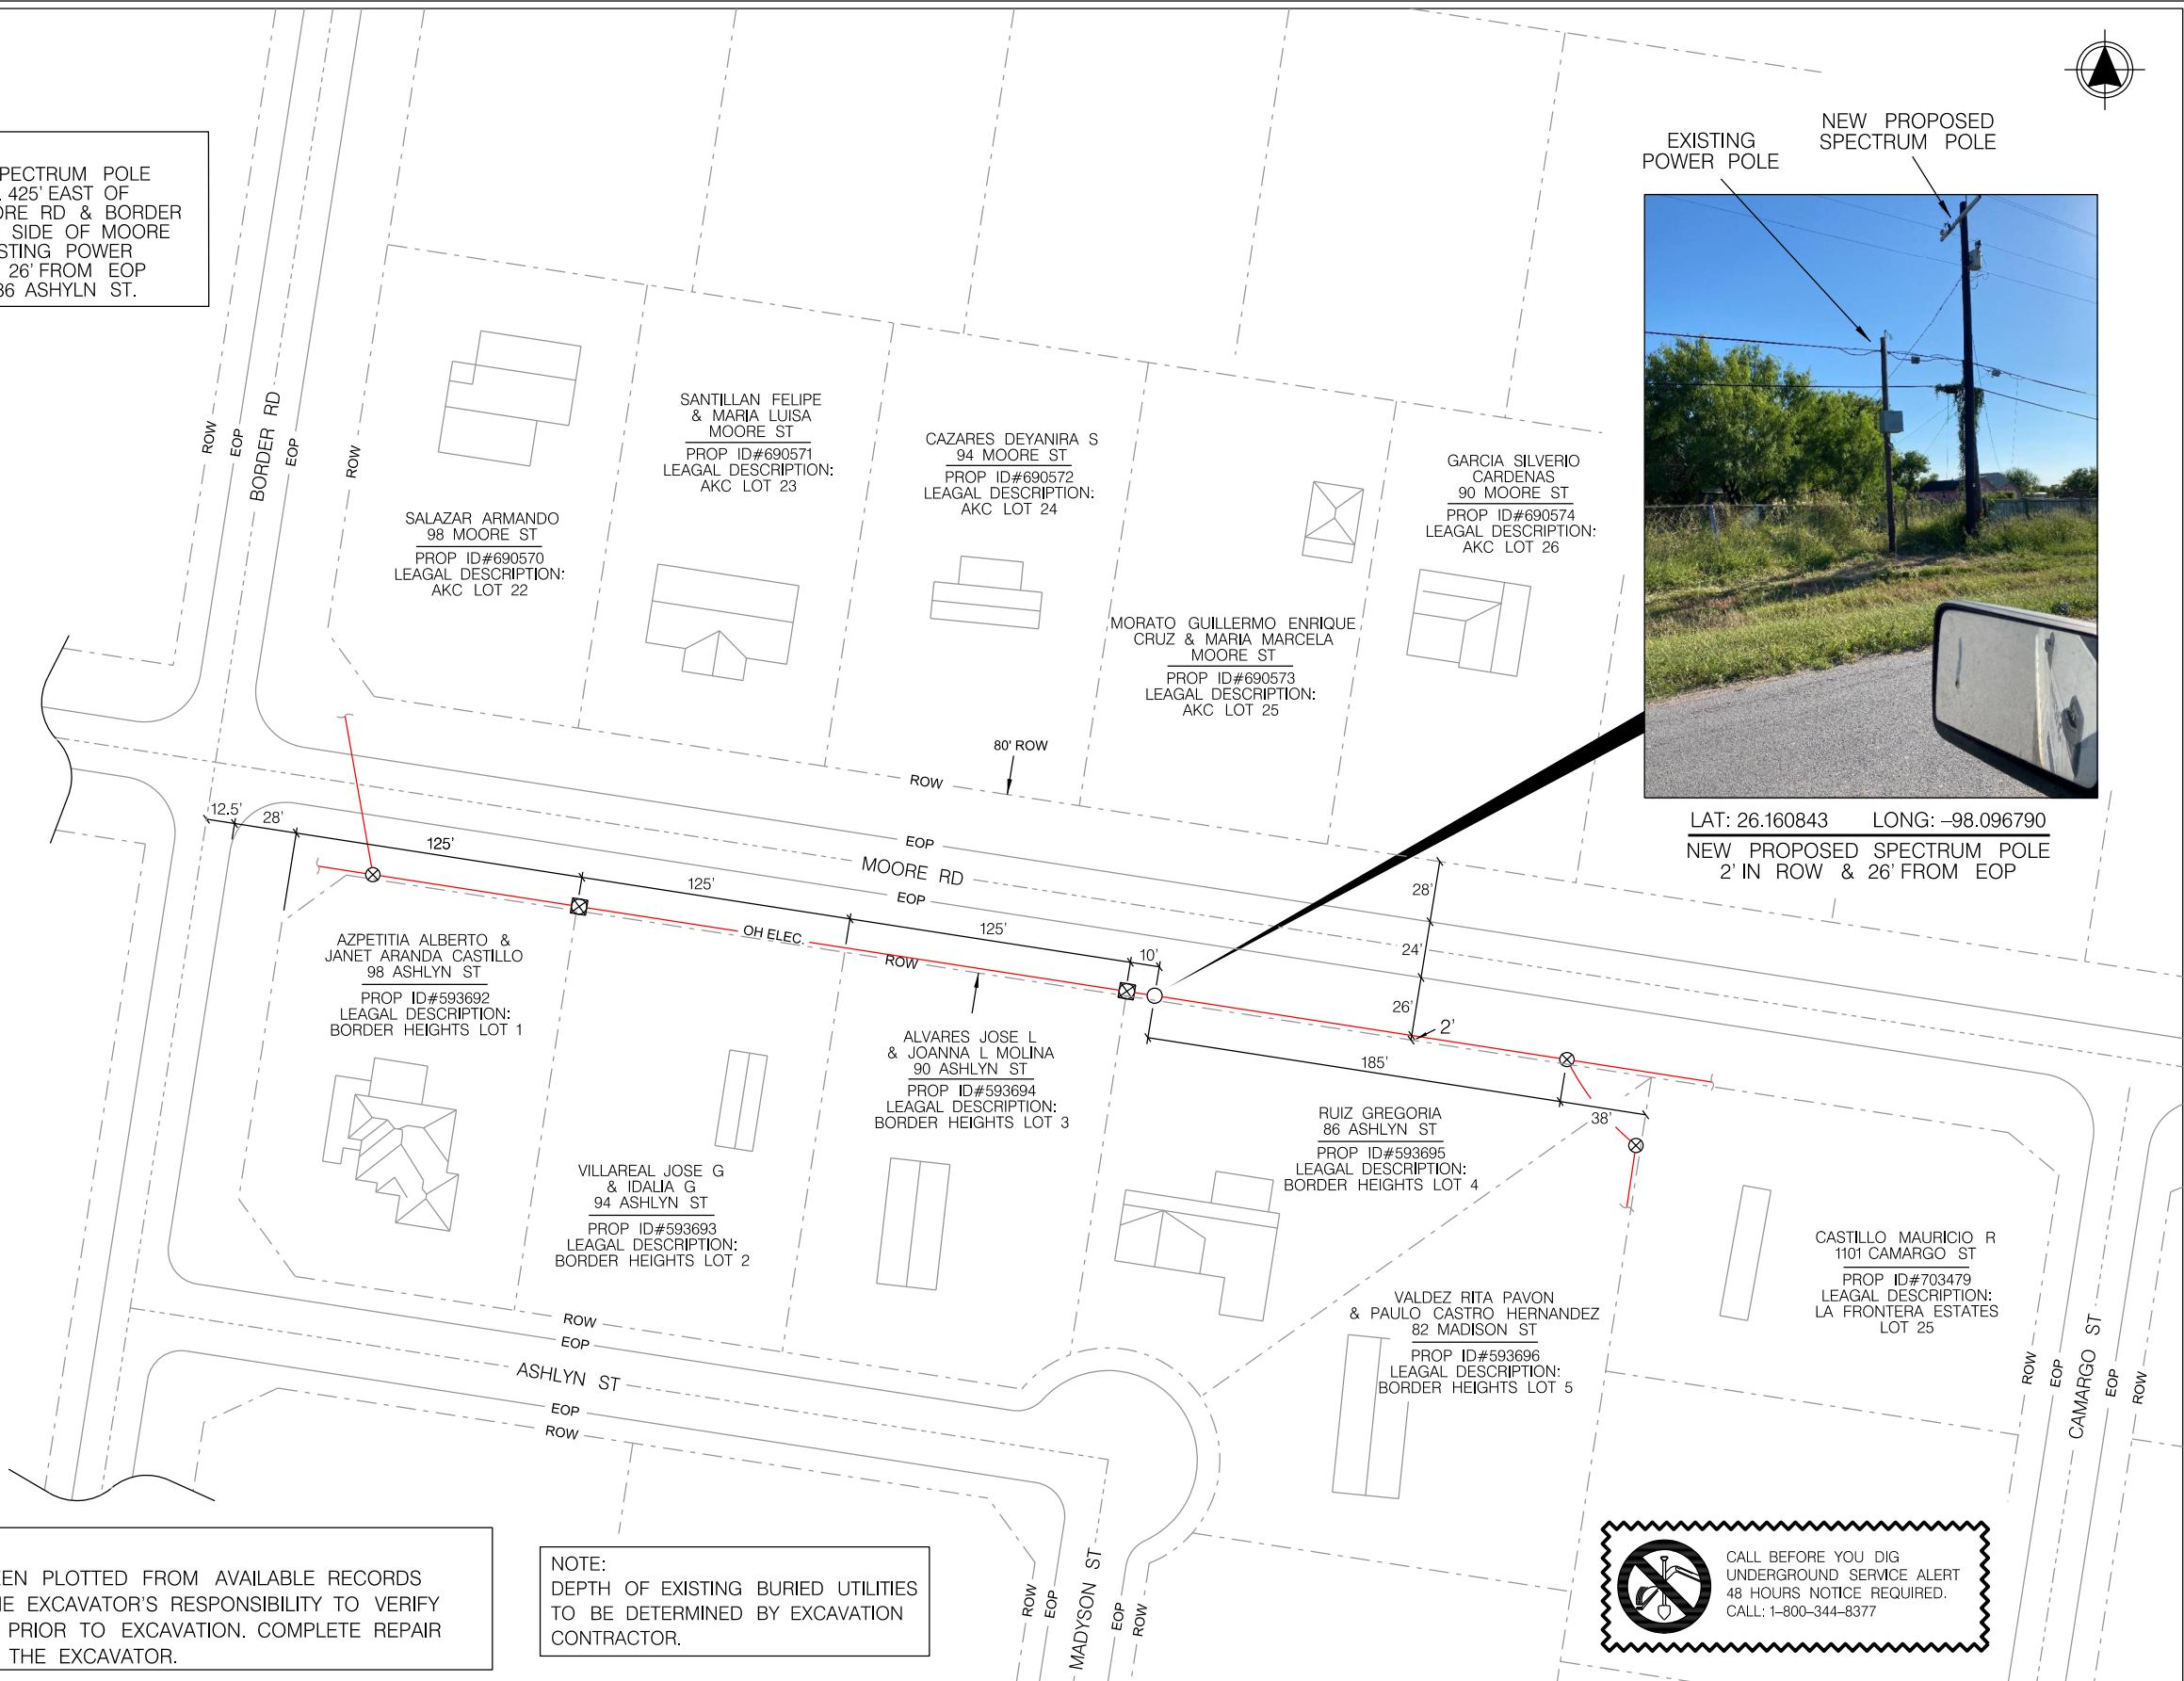 SPECTRUM POLE
425' EAST OF
MOORE RD & BORDER
SIDE OF MOORE
EXISTING POWER
26' FROM EOP
86 ASHYLN ST.
EXISTING
POWER POLE
NEW PROPOSED
SPECTRUM POLE
LAT: 26.160843 LONG: –98.096790
NEW PROPOSED SPECTRUM POLE
2' IN ROW & 26' FROM EOP
ROW
EOP
BORDER RD
EOP
ROW
SALAZAR ARMANDO
98 MOORE ST
PROP ID#690570
LEAGAL DESCRIPTION:
AKC LOT 22
SANTILLAN FELIPE
& MARIA LUISA
MOORE ST
PROP ID#690571
LEAGAL DESCRIPTION:
AKC LOT 23
CAZARES DEYANIRA S
94 MOORE ST
PROP ID#690572
LEAGAL DESCRIPTION:
AKC LOT 24
MORATO GUILLERMO ENRIQUE
CRUZ & MARIA MARCELA
MOORE ST
PROP ID#690573
LEAGAL DESCRIPTION:
AKC LOT 25
GARCIA SILVERIO
CARDENAS
90 MOORE ST
PROP ID#690574
LEAGAL DESCRIPTION:
AKC LOT 26
80' ROW
ROW
EOP
MOORE RD
EOP
12.5'
28'
125'
125'
125'
10'
28'
24'
26'
2'
185'
38'
OH ELEC.
ROW
AZPETITIA ALBERTO &
JANET ARANDA CASTILLO
98 ASHLYN ST
PROP ID#593692
LEAGAL DESCRIPTION:
BORDER HEIGHTS LOT 1
VILLAREAL JOSE G
& IDALIA G
94 ASHLYN ST
PROP ID#593693
LEAGAL DESCRIPTION:
BORDER HEIGHTS LOT 2
ALVARES JOSE L
& JOANNA L MOLINA
90 ASHLYN ST
PROP ID#593694
LEAGAL DESCRIPTION:
BORDER HEIGHTS LOT 3
RUIZ GREGORIA
86 ASHLYN ST
PROP ID#593695
LEAGAL DESCRIPTION:
BORDER HEIGHTS LOT 4
VALDEZ RITA PAVON
& PAULO CASTRO HERNANDEZ
82 MADISON ST
PROP ID#593696
LEAGAL DESCRIPTION:
BORDER HEIGHTS LOT 5
CASTILLO MAURICIO R
1101 CAMARGO ST
PROP ID#703479
LEAGAL DESCRIPTION:
LA FRONTERA ESTATES
LOT 25
ROW
EOP
ASHLYN ST
EOP
ROW
ROW
EOP
MADYSON ST
EOP
ROW
ROW
EOP
CAMARGO ST
EOP
ROW
PLOTTED FROM AVAILABLE RECORDS
EXCAVATOR'S RESPONSIBILITY TO VERIFY
PRIOR TO EXCAVATION. COMPLETE REPAIR
THE EXCAVATOR.
NOTE:
DEPTH OF EXISTING BURIED UTILITIES
TO BE DETERMINED BY EXCAVATION
CONTRACTOR.
CALL BEFORE YOU DIG
UNDERGROUND SERVICE ALERT
48 HOURS NOTICE REQUIRED.
CALL: 1–800–344–8377